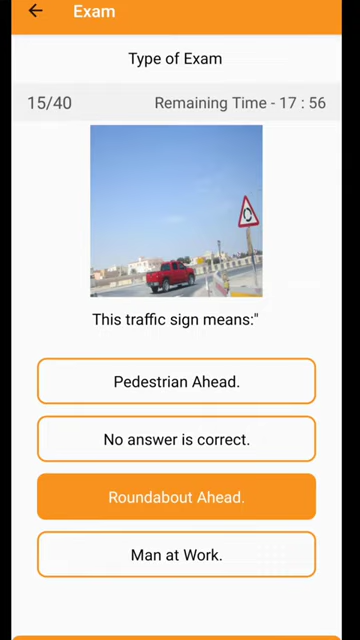 Exam
Type of Exam
15/40
Remaining Time - 17 : 56
This traffic sign means:"
Pedestrian Ahead.
No answer is correct.
Roundabout Ahead.
Man at Work.